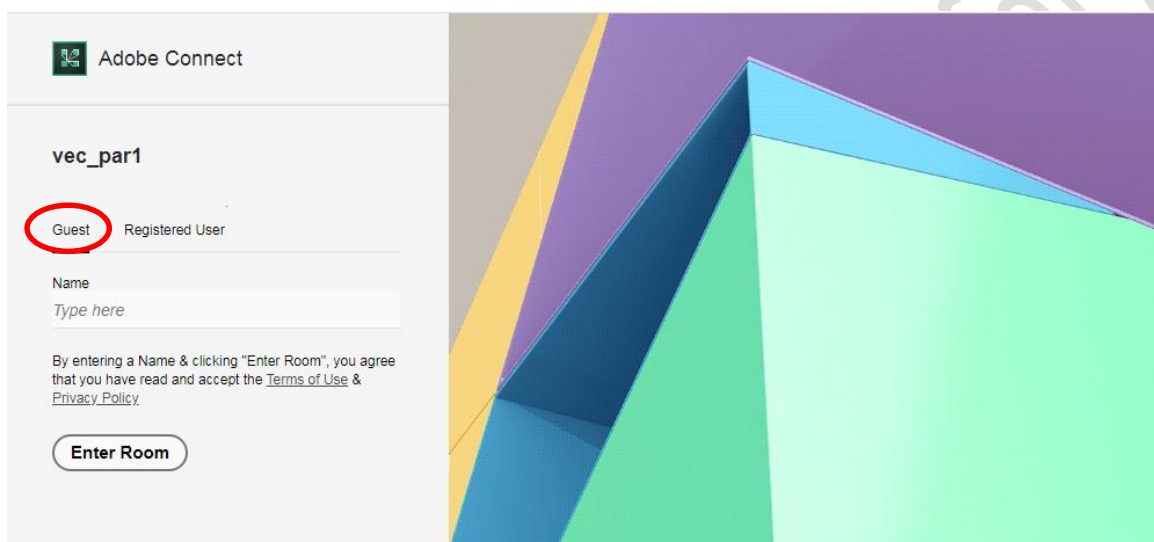 Adobe Connect
vec_par1
Guest Registered User
Name
Type here
By entering a Name & clicking "Enter Room", you agree
that you have read and accept the Terms of Use &
Privacy Policy
Enter Room